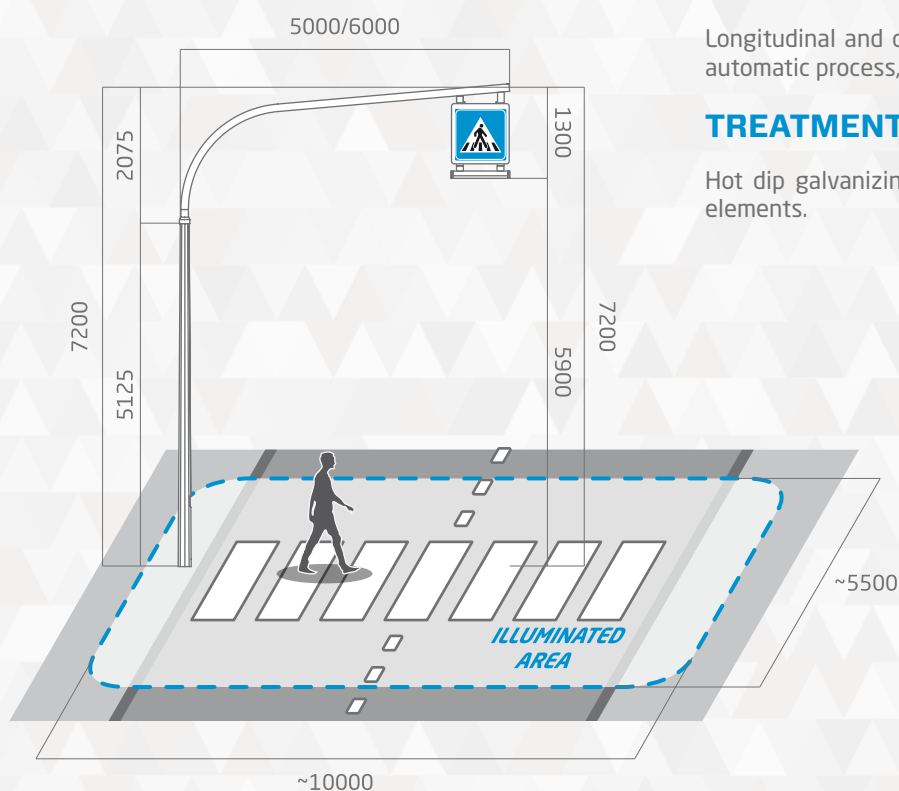 5000/6000
Longitudinal and
automatic process,
TREATMENT
Hot dip
elements.
2075
1300
7200
5125
7200
5900
~5500
ILLUMINATED
AREA
~10000